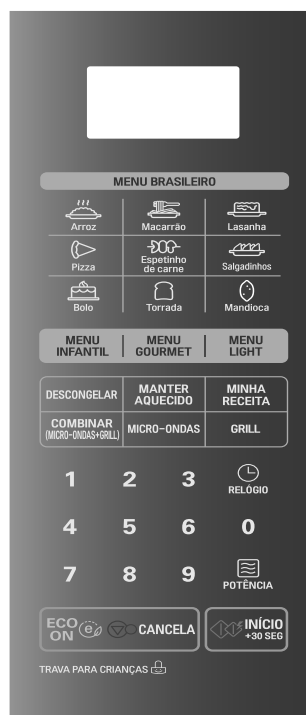 MENU BRASILEIRO
Arroz Macarrão Lasanha
Pizza Espetinho de carne Salgadinhos
Bolo Torrada Mandioca
MENU INFANTIL MENU GOURMET MENU LIGHT
DESCONGELAR MANTER AQUECIDO MINHA RECEITA
COMBINAR (MICRO-ONDAS+GRILL) MICRO-ONDAS GRILL
1 2 3 RELÓGIO
4 5 6 0
7 8 9 POTÊNCIA
ECO ON e CANCELA INÍCIO +30 SEG
TRAVA PARA CRIANÇAS